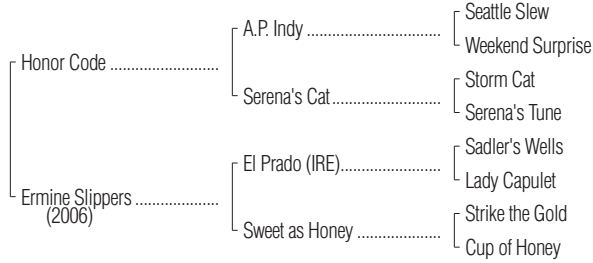 Seattle Slew
A.P. Indy ..........................
Weekend Surprise
Honor Code .....................
Storm Cat
Serena's Cat.....................
Serena's Tune
Sadler's Wells
El Prado (IRE)...................
Lady Capulet
Ermine Slippers ................
(2006)
Strike the Gold
Sweet as Honey ................
Cup of Honey